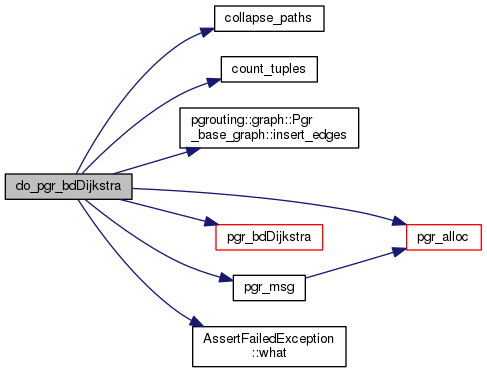 collapse_paths
count_tuples
pgrouting::graph::Pgr
_base_graph::insert_edges
do_pgr_bdDijkstra
pgr_bdDijkstra
pgr_alloc
pgr_msg
AssertFailedException
::what